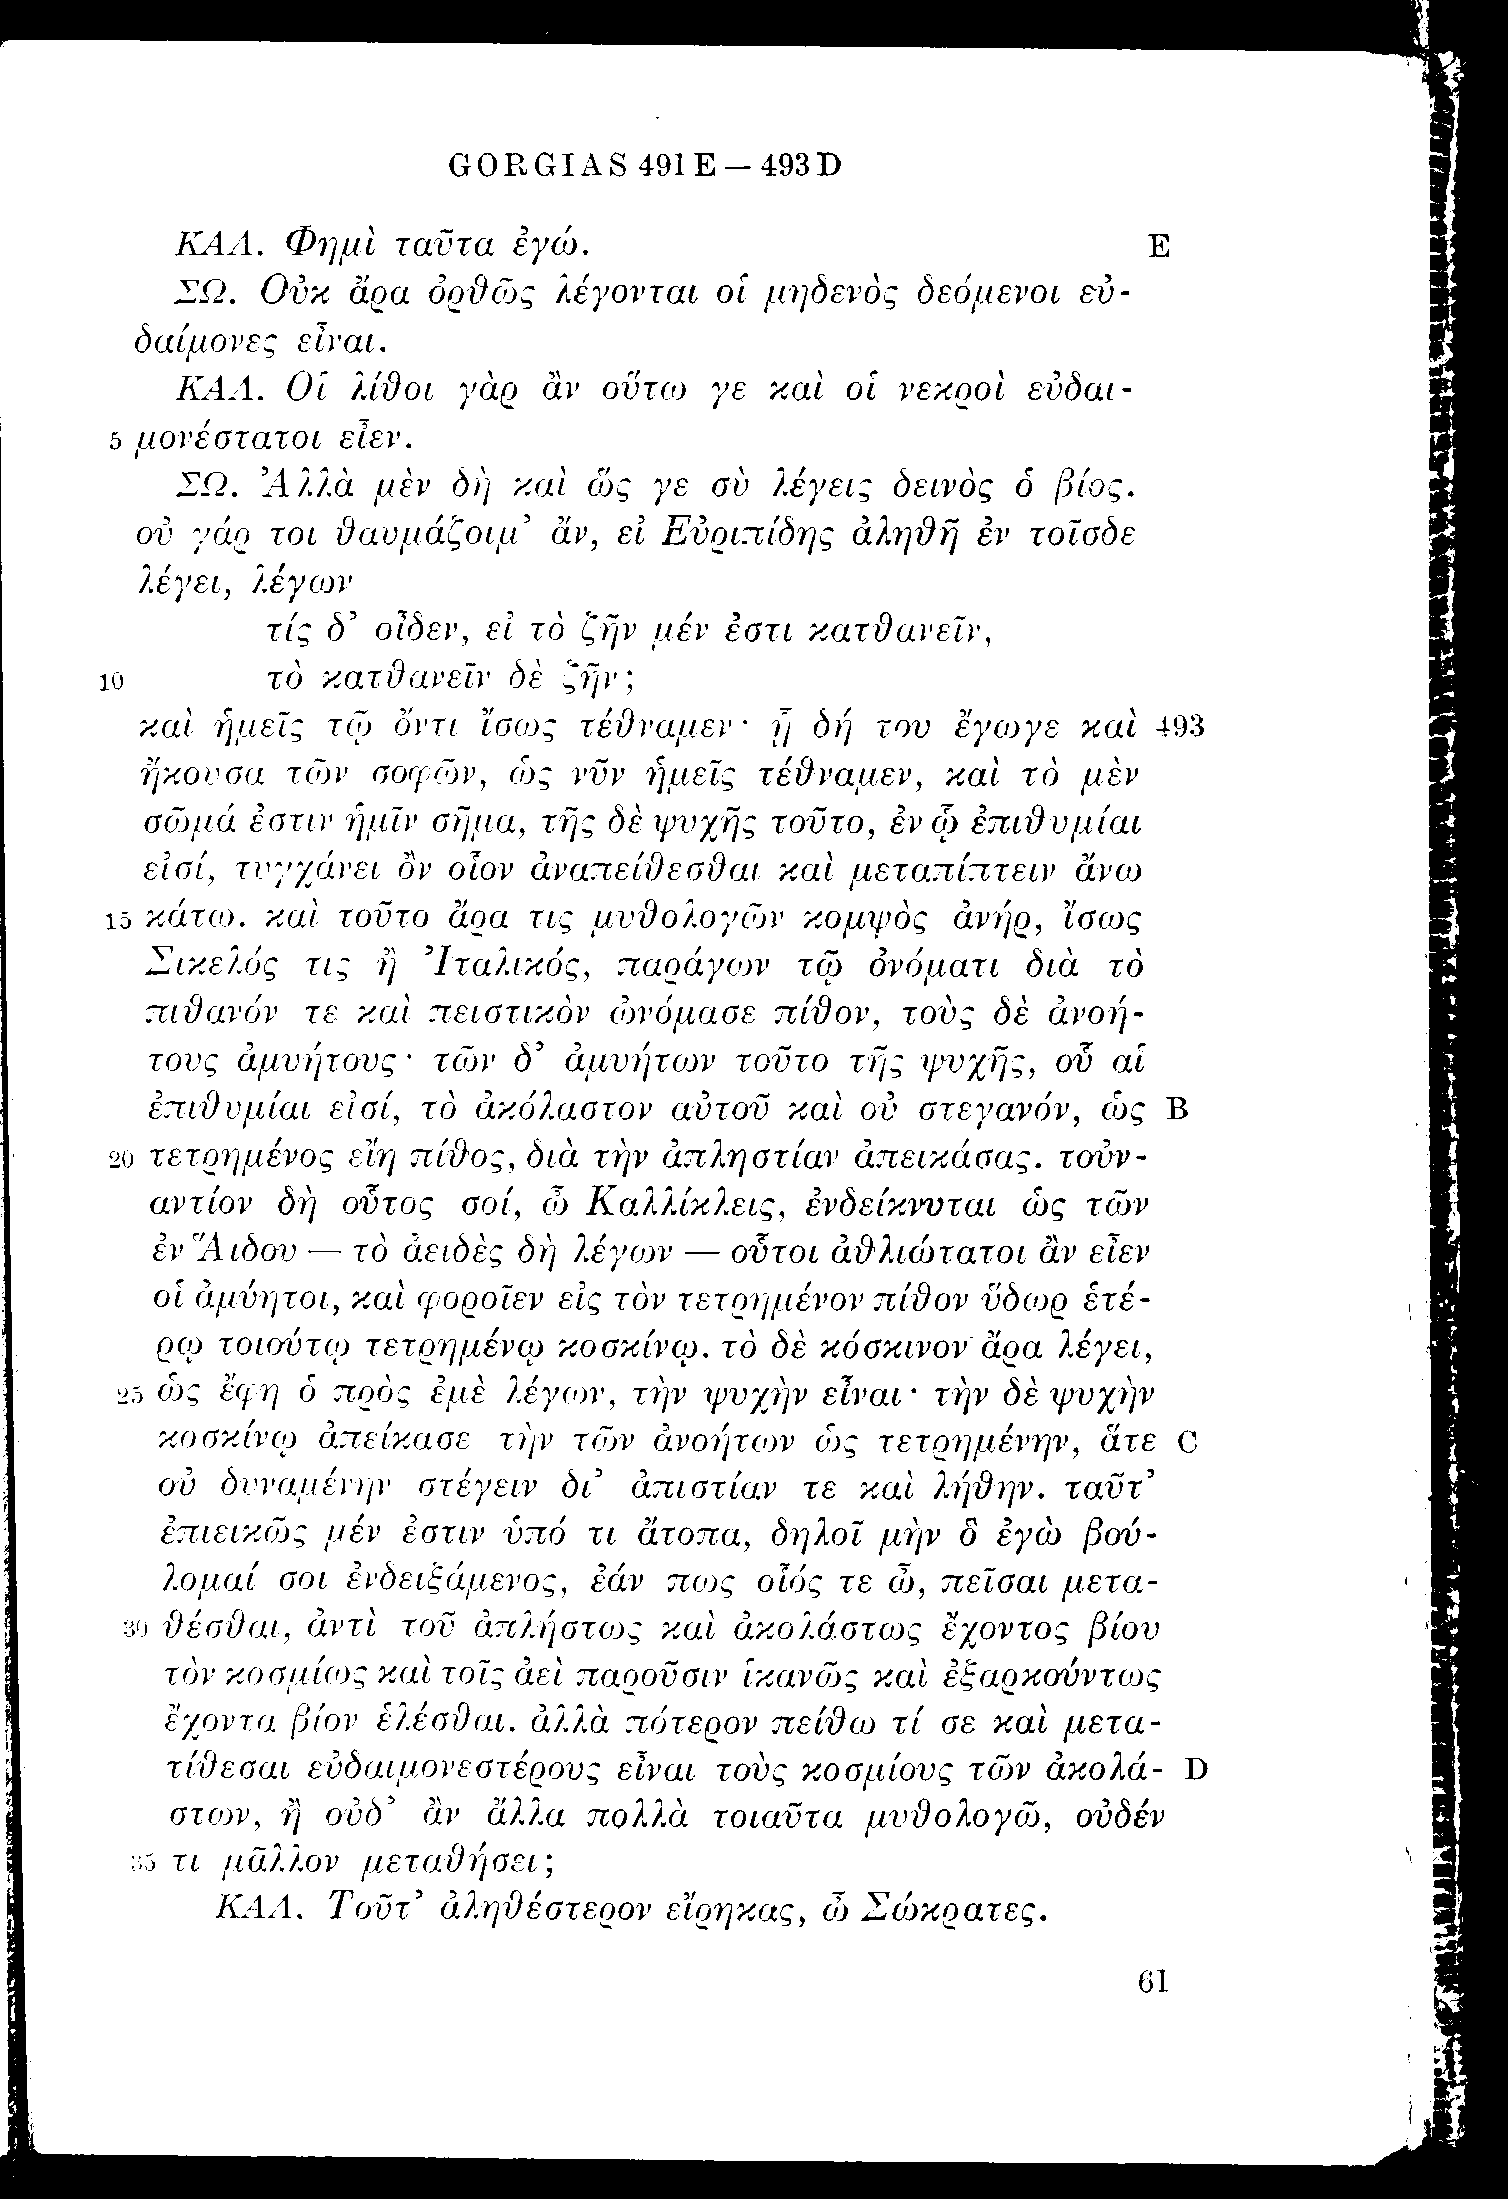 GORGIAS 491 E — 493 D
ΚΑΛ. Φημὶ ταῦτα ἐγώ. E
ΣΩ. Οὐκ ἄρα ὀρθῶς λέγονται οἱ μηδενὸς δεόμενοι εὐ-
δαίμονες εἶναι.
ΚΑΛ. Οἱ λίθοι γὰρ ἂν οὕτω γε καὶ οἱ νεκροὶ εὐδαι-
5 μονέστατοι εἶεν.
ΣΩ. Ἀλλὰ μὲν δὴ καὶ ὥς γε σὺ λέγεις δεινὸς ὁ βίος.
οὐ γάρ τοι θαυμάζοιμ’ ἄν, εἰ Εὐριπίδης ἀληθῆ ἐν τοῖσδε
λέγει, λέγων
τίς δ’ οἶδεν, εἰ τὸ ζῆν μέν ἐστι κατθανεῖν,
10 τὸ κατθανεῖν δὲ ζῆν;
καὶ ἡμεῖς τῷ ὄντι ἴσως τέθναμεν· ᾗ δή του ἔγωγε καὶ 493
ἤκουσα τῶν σοφῶν, ὡς νῦν ἡμεῖς τέθναμεν, καὶ τὸ μὲν
σῶμά ἐστιν ἡμῖν σῆμα, τῆς δὲ ψυχῆς τοῦτο, ἐν ᾧ ἐπιθυμίαι
εἰσί, τυγχάνει ὂν οἷον ἀναπείθεσθαι καὶ μεταπίπτειν ἄνω
15 κάτω. καὶ τοῦτο ἄρα τις μυθολογῶν κομψὸς ἀνήρ, ἴσως
Σικελός τις ἢ Ἰταλικός, παράγων τῷ ὀνόματι διὰ τὸ
πιθανόν τε καὶ πειστικὸν ὠνόμασε πίθον, τοὺς δὲ ἀνοή-
τους ἀμυήτους· τῶν δ’ ἀμυήτων τοῦτο τῆς ψυχῆς, οὗ αἱ
ἐπιθυμίαι εἰσί, τὸ ἀκόλαστον αὐτοῦ καὶ οὐ στεγανόν, ὡς B
20 τετρημένος εἴη πίθος, διὰ τὴν ἀπληστίαν ἀπεικάσας. τοὐν-
αντίον δὴ οὗτος σοί, ὦ Καλλίκλεις, ἐνδείκνυται ὡς τῶν
ἐν Ἅιδου — τὸ ἀειδὲς δὴ λέγων — οὗτοι ἀθλιώτατοι ἂν εἶεν
οἱ ἀμύητοι, καὶ φοροῖεν εἰς τὸν τετρημένον πίθον ὕδωρ ἑτέ-
ρῳ τοιούτῳ τετρημένῳ κοσκίνῳ. τὸ δὲ κόσκινον ἄρα λέγει,
25 ὡς ἔφη ὁ πρὸς ἐμὲ λέγων, τὴν ψυχὴν εἶναι· τὴν δὲ ψυχὴν
κοσκίνῳ ἀπείκασε τὴν τῶν ἀνοήτων ὡς τετρημένην, ἅτε C
οὐ δυναμένην στέγειν δι’ ἀπιστίαν τε καὶ λήθην. ταῦτ’
ἐπιεικῶς μέν ἐστιν ὑπό τι ἄτοπα, δηλοῖ μὴν ὃ ἐγὼ βού-
λομαί σοι ἐνδειξάμενος, ἐάν πως οἷός τε ὦ, πεῖσαι μετα-
30 θέσθαι, ἀντὶ τοῦ ἀπλήστως καὶ ἀκολάστως ἔχοντος βίου
τὸν κοσμίως καὶ τοῖς ἀεὶ παροῦσιν ἱκανῶς καὶ ἐξαρκούντως
ἔχοντα βίον ἑλέσθαι. ἀλλὰ πότερον πείθω τί σε καὶ μετα-
τίθεσαι εὐδαιμονεστέρους εἶναι τοὺς κοσμίους τῶν ἀκολά- D
στων, ἢ οὐδ’ ἂν ἄλλα πολλὰ τοιαῦτα μυθολογῶ, οὐδέν
35 τι μᾶλλον μεταθήσει;
ΚΑΛ. Τοῦτ’ ἀληθέστερον εἴρηκας, ὦ Σώκρατες.
61